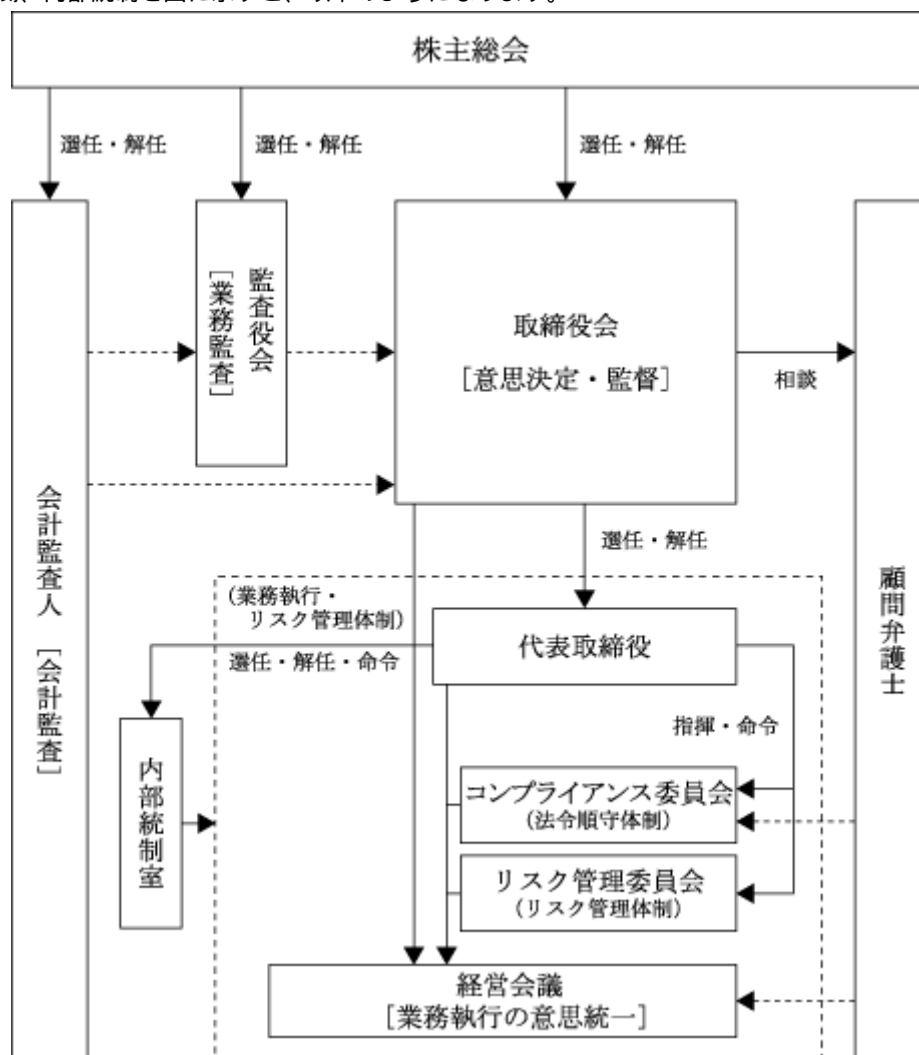 株主総会
選任・解任
選任・解任
選任・解任
監査役会
[業務監査]
取締役会
[意思決定・監督]
相談
会計監査人 [会計監査]
顧問弁護士
選任・解任
(業務執行・
リスク管理体制)
代表取締役
選任・解任・命令
指揮・命令
内部統制室
コンプライアンス委員会
(法令順守体制)
リスク管理委員会
(リスク管理体制)
経営会議
[業務執行の意思統一]